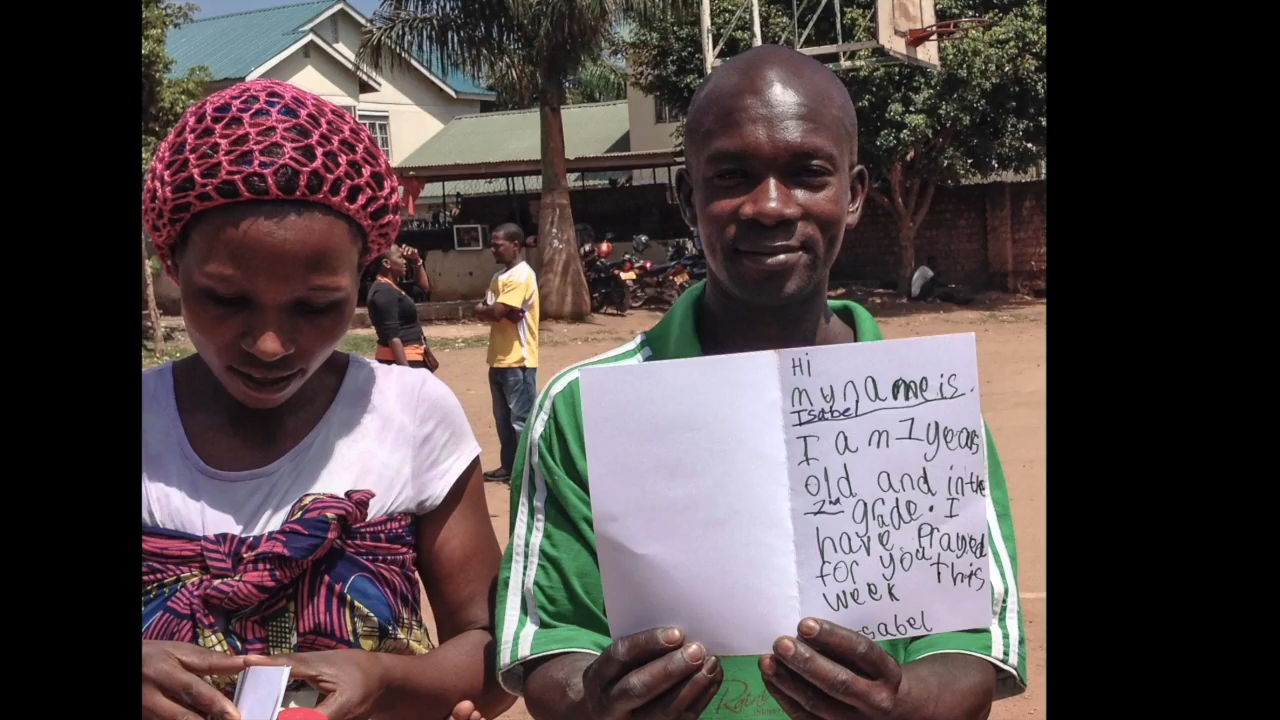 Hi
my name is.
Isabel
I am 7 years
old and in the
2nd grade. I
have Prayed
for you this
week
sabel